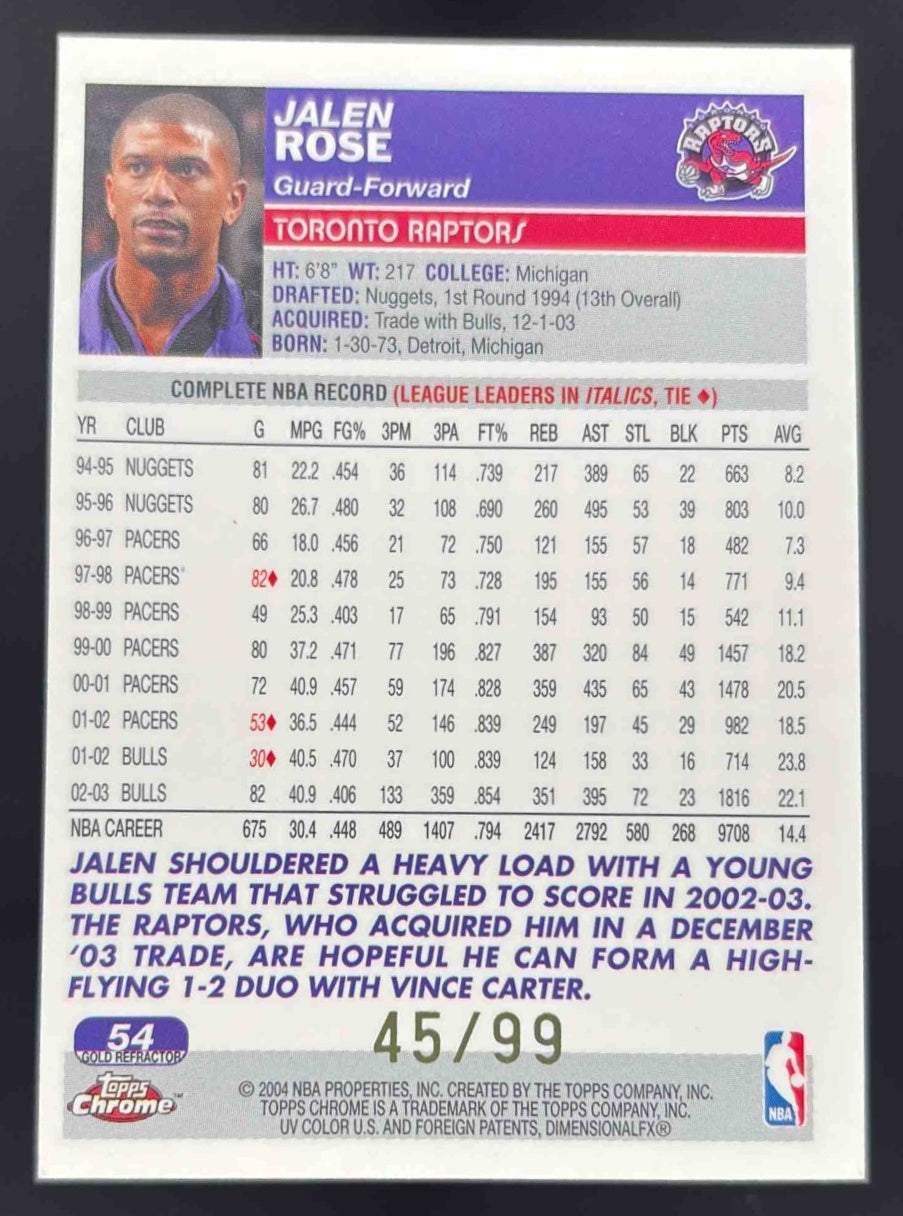 JALEN
ROSE
Guard-Forward
RAPTORS
TORONTO RAPTORS
HT: 6'8" WT: 217 COLLEGE: Michigan
DRAFTED: Nuggets, 1st Round 1994 (13th Overall)
ACQUIRED: Trade with Bulls, 12-1-03
BORN: 1-30-73, Detroit, Michigan
COMPLETE NBA RECORD (LEAGUE LEADERS IN ITALICS, TIE ♦)
YR CLUB G MPG FG% 3PM 3PA FT% REB AST STL BLK PTS AVG
94-95 NUGGETS 81 22.2 .454 36 114 .739 217 389 65 22 663 8.2
95-96 NUGGETS 80 26.7 .480 32 108 .690 260 495 53 39 803 10.0
96-97 PACERS 66 18.0 .456 21 72 .750 121 155 57 18 482 7.3
97-98 PACERS 82♦ 20.8 .478 25 73 .728 195 155 56 14 771 9.4
98-99 PACERS 49 25.3 .403 17 65 .791 154 93 50 15 542 11.1
99-00 PACERS 80 37.2 .471 77 196 .827 387 320 84 49 1457 18.2
00-01 PACERS 72 40.9 .457 59 174 .828 359 435 65 43 1478 20.5
01-02 PACERS 53♦ 36.5 .444 52 146 .839 249 197 45 29 982 18.5
01-02 BULLS 30♦ 40.5 .470 37 100 .839 124 158 33 16 714 23.8
02-03 BULLS 82 40.9 .406 133 359 .854 351 395 72 23 1816 22.1
NBA CAREER 675 30.4 .448 489 1407 .794 2417 2792 580 268 9708 14.4
JALEN SHOULDERED A HEAVY LOAD WITH A YOUNG
BULLS TEAM THAT STRUGGLED TO SCORE IN 2002-03.
THE RAPTORS, WHO ACQUIRED HIM IN A DECEMBER
'03 TRADE, ARE HOPEFUL HE CAN FORM A HIGH-
FLYING 1-2 DUO WITH VINCE CARTER.
54
GOLD REFRACTOR
45/99
Topps
Chrome™
© 2004 NBA PROPERTIES, INC. CREATED BY THE TOPPS COMPANY, INC.
TOPPS CHROME IS A TRADEMARK OF THE TOPPS COMPANY, INC.
UV COLOR U.S. AND FOREIGN PATENTS, DIMENSIONALFX®
NBA